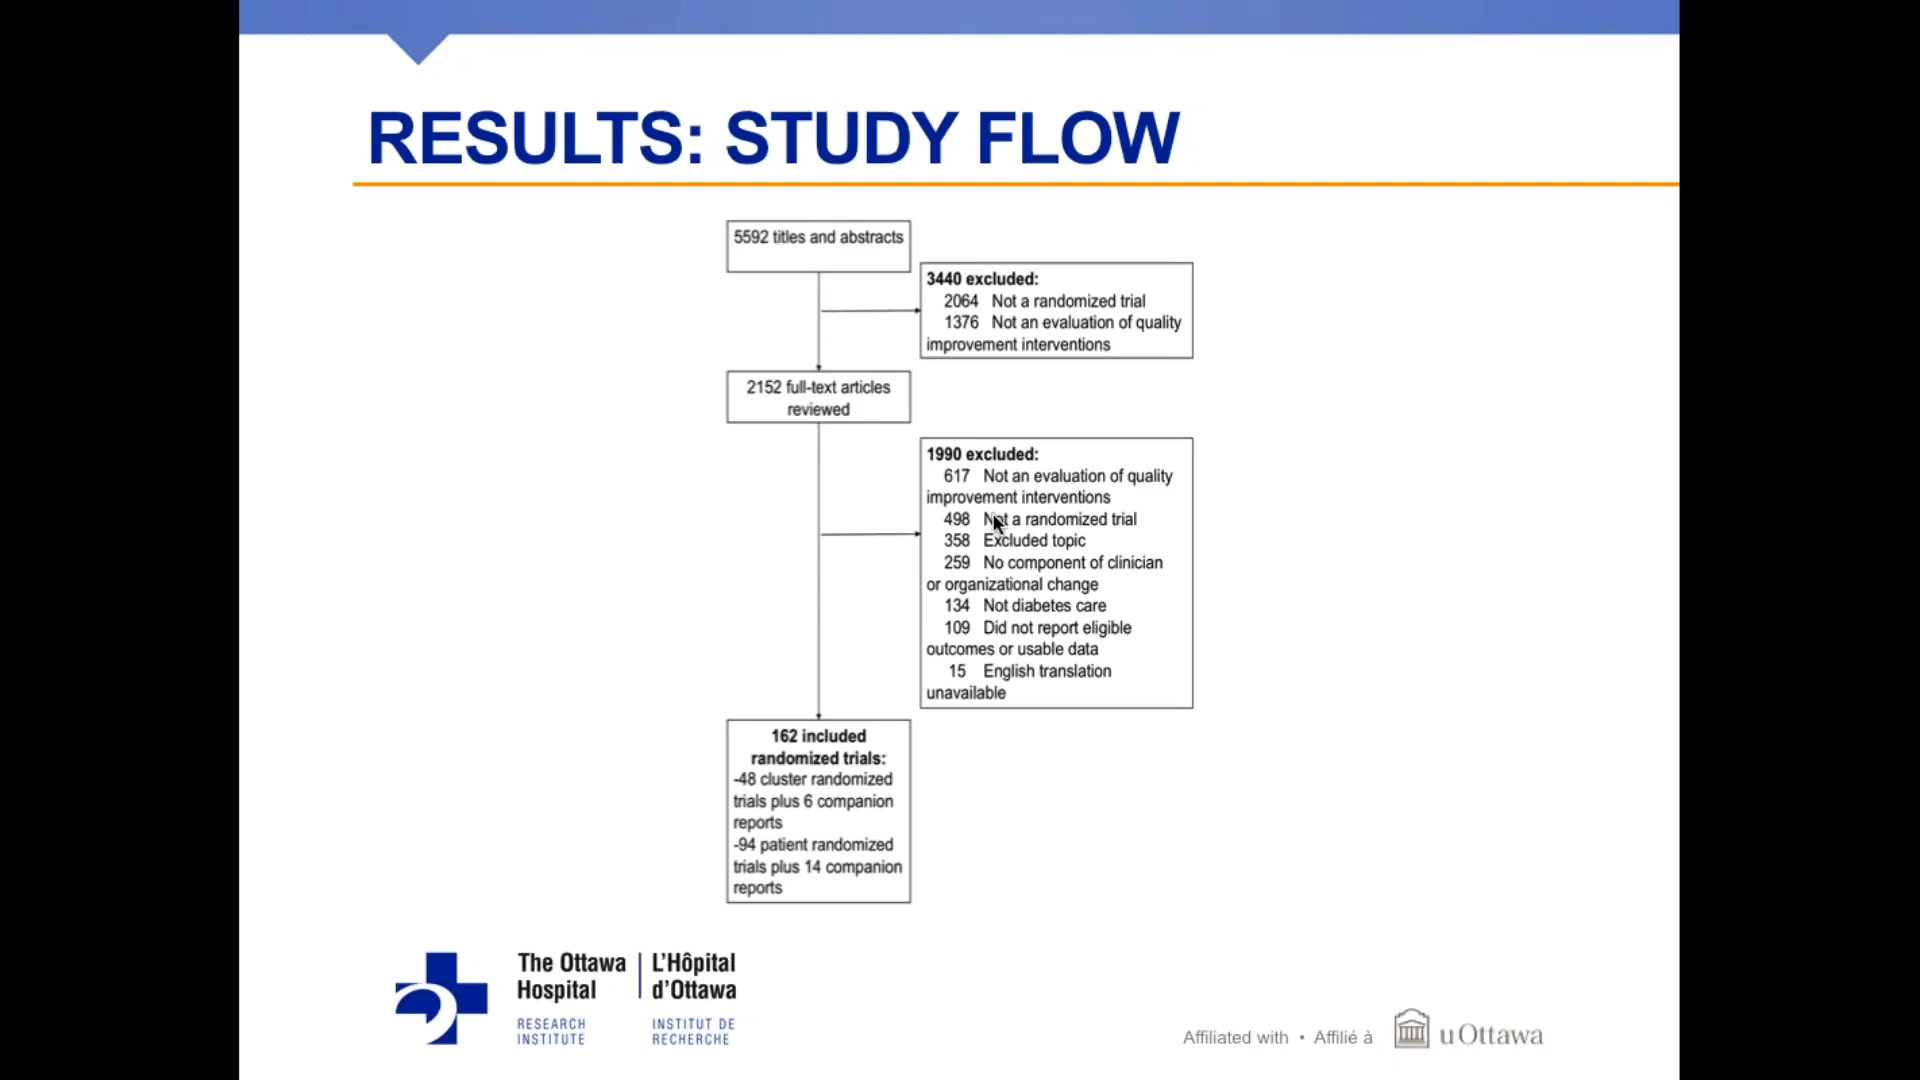 RESULTS: STUDY FLOW
5592 titles and abstracts
3440 excluded:
2064 Not a randomized trial
1376 Not an evaluation of quality
improvement interventions
2152 full-text articles
reviewed
1990 excluded:
617 Not an evaluation of quality
improvement interventions
498 Not a randomized trial
358 Excluded topic
259 No component of clinician
or organizational change
134 Not diabetes care
109 Did not report eligible
outcomes or usable data
15 English translation
unavailable
162 included
randomized trials:
-48 cluster randomized
trials plus 6 companion
reports
-94 patient randomized
trials plus 14 companion
reports
The Ottawa
Hospital
RESEARCH
INSTITUTE
L'Hôpital
d'Ottawa
INSTITUT DE
RECHERCHE
Affiliated with • Affilié à
uOttawa